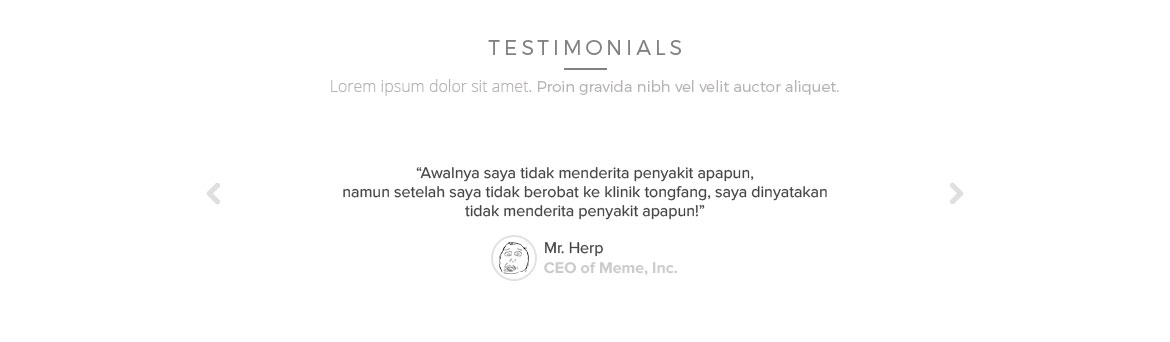 TESTIMONIALS
Lorem ipsum dolor sit amet. Proin gravida nibh vel velit auctor aliquet.
“Awalnya saya tidak menderita penyakit apapun,
namun setelah saya tidak berobat ke klinik tongfang, saya dinyatakan
tidak menderita penyakit apapun!”
Mr. Herp
CEO of Meme, Inc.